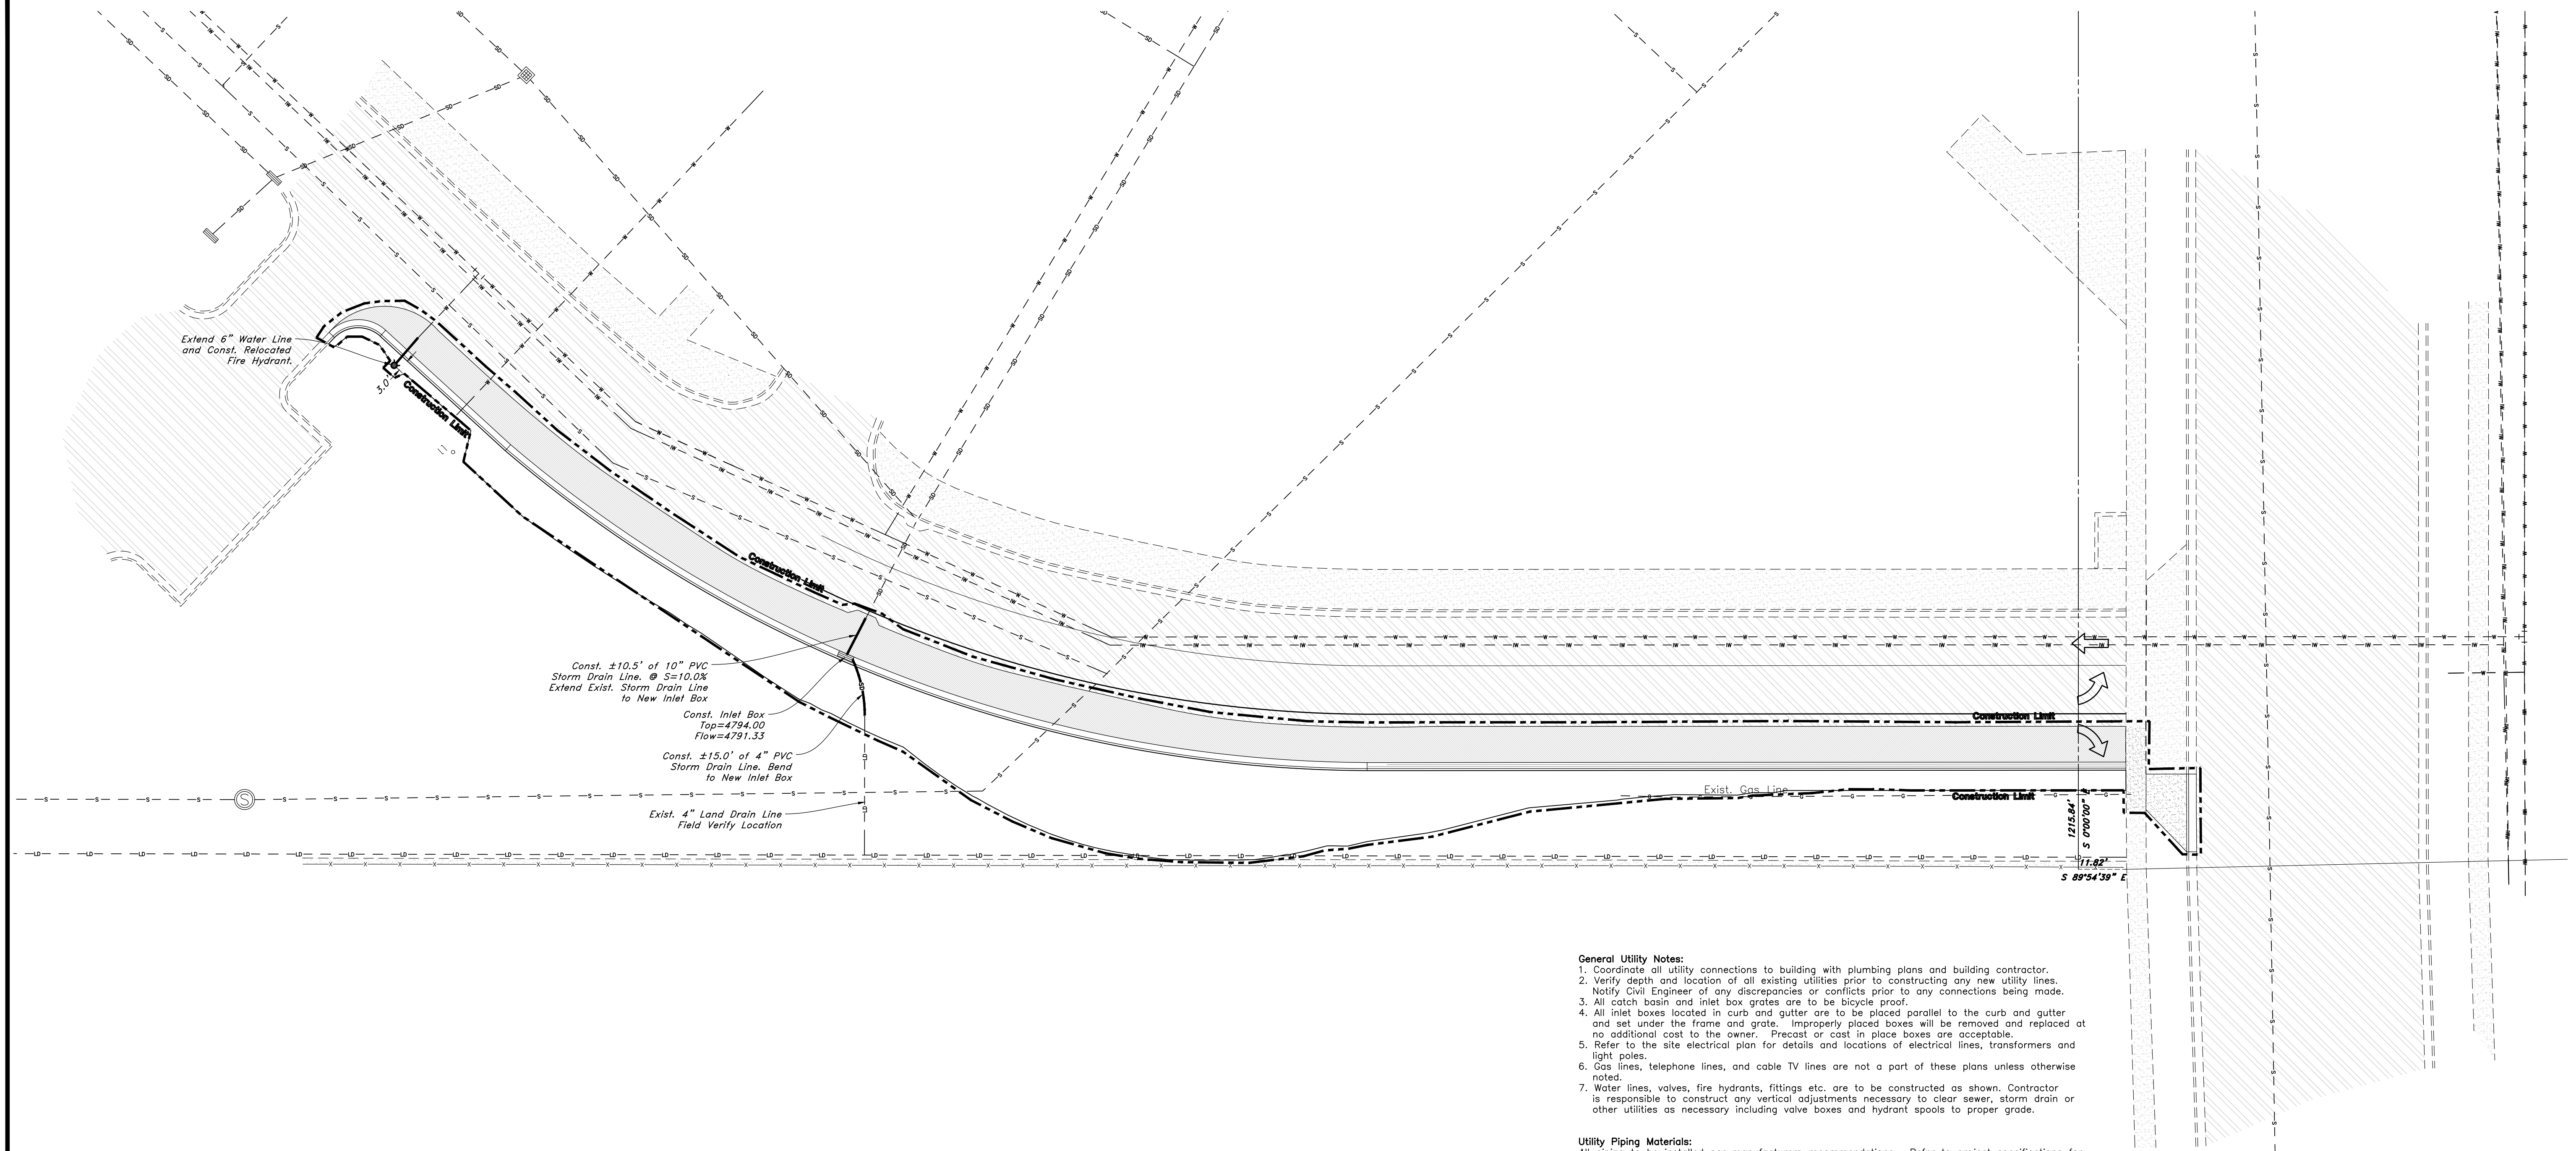 Extend 6" Water Line
and Const. Relocated
Fire Hydrant.
3.0'
Construction Limit
Construction Limit
Const. ±10.5' of 10" PVC
Storm Drain Line. @ S=10.0%
Extend Exist. Storm Drain Line
to New Inlet Box
Const. Inlet Box
Top=4794.00
Flow=4791.33
Const. ±15.0' of 4" PVC
Storm Drain Line. Bend
to New Inlet Box
Exist. 4" Land Drain Line
Field Verify Location
Construction Limit
Exist. Gas Line
Construction Limit
1215.84'
S 0°00'00" E
11.82'
S 89°54'39" E
General Utility Notes:
1. Coordinate all utility connections to building with plumbing plans and building contractor.
2. Verify depth and location of all existing utilities prior to constructing any new utility lines.
Notify Civil Engineer of any discrepancies or conflicts prior to any connections being made.
3. All catch basin and inlet box grates are to be bicycle proof.
4. All inlet boxes located in curb and gutter are to be placed parallel to the curb and gutter
and set under the frame and grate. Improperly placed boxes will be removed and replaced at
no additional cost to the owner. Precast or cast in place boxes are acceptable.
5. Refer to the site electrical plan for details and locations of electrical lines, transformers and
light poles.
6. Gas lines, telephone lines, and cable TV lines are not a part of these plans unless otherwise
noted.
7. Water lines, valves, fire hydrants, fittings etc. are to be constructed as shown. Contractor
is responsible to construct any vertical adjustments necessary to clear sewer, storm drain or
other utilities as necessary including valve boxes and hydrant spools to proper grade.
Utility Piping Materials: